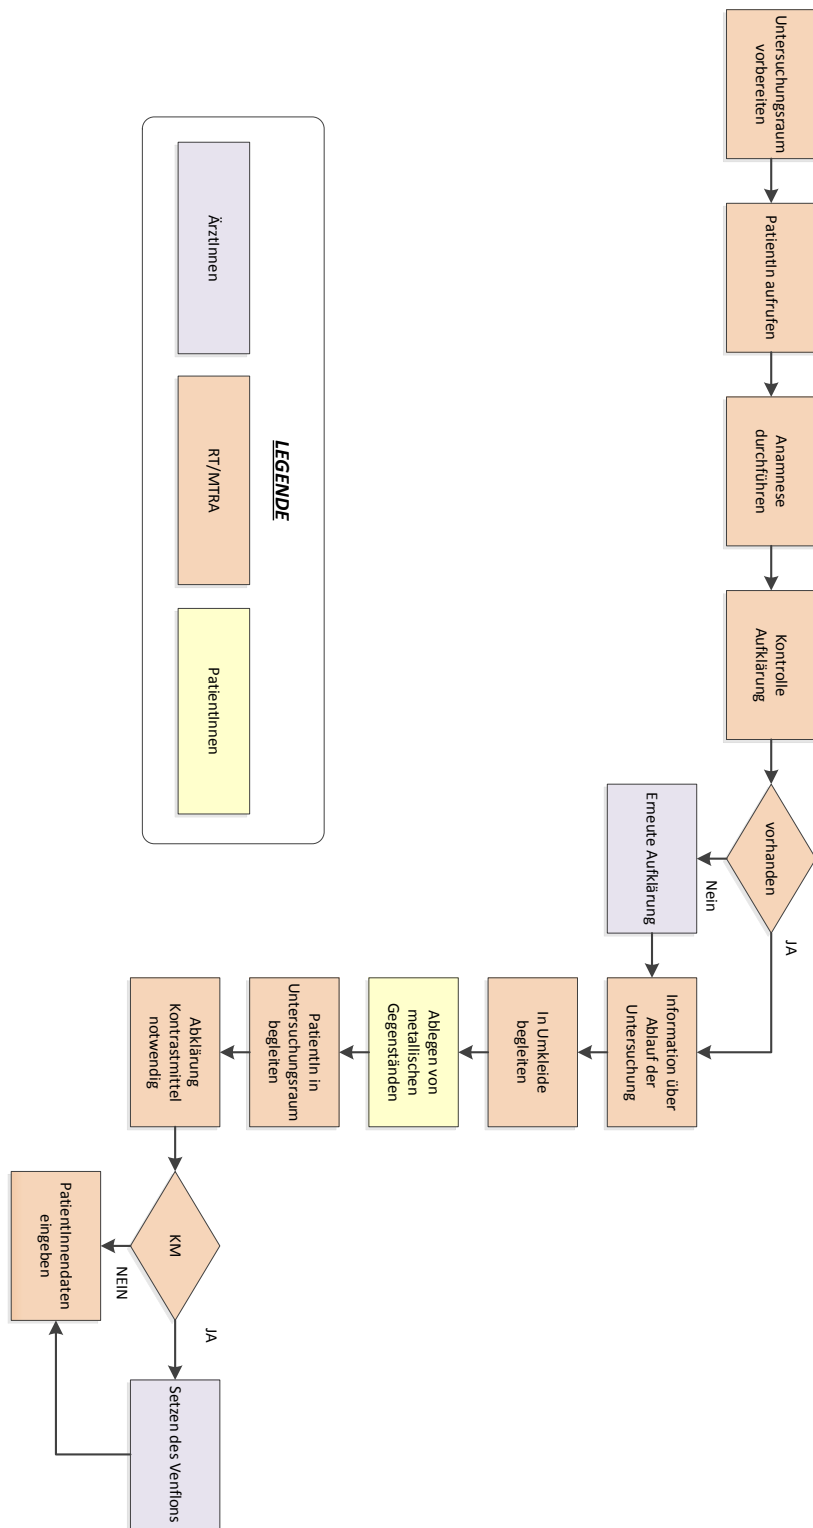 Untersuchungsraum
vorbereiten
PatientIn aufrufen
Anamnese
durchführen
Kontrolle
Aufklärung
vorhanden
JA
Nein
Erneute Aufklärung
Information über
Ablauf der
Untersuchung
In Umkleide
begleiten
Ablegen von
metallischen
Gegenständen
PatientIn in
Untersuchungsraum
begleiten
Abklärung
Kontrastmittel
notwendig
KM
JA
NEIN
Setzen des Venflons
PatientInnendaten
eingeben
LEGENDE
ÄrztInnen
RT/MTRA
PatientInnen